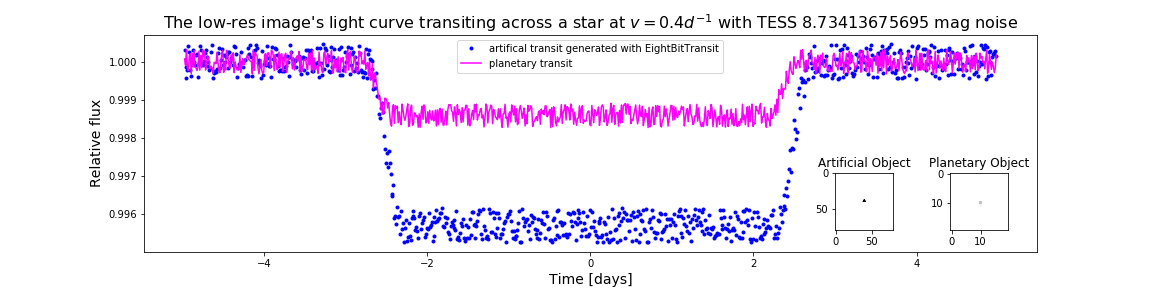 The low-res image's light curve transiting across a star at v = 0.4d⁻¹ with TESS 8.73413675695 mag noise
artifical transit generated with EightBitTransit
planetary transit
Relative flux
1.000
0.999
0.998
0.997
0.996
Artificial Object
0
50
0 50
Planetary Object
0
10
0 10
−4 −2 0 2 4
Time [days]